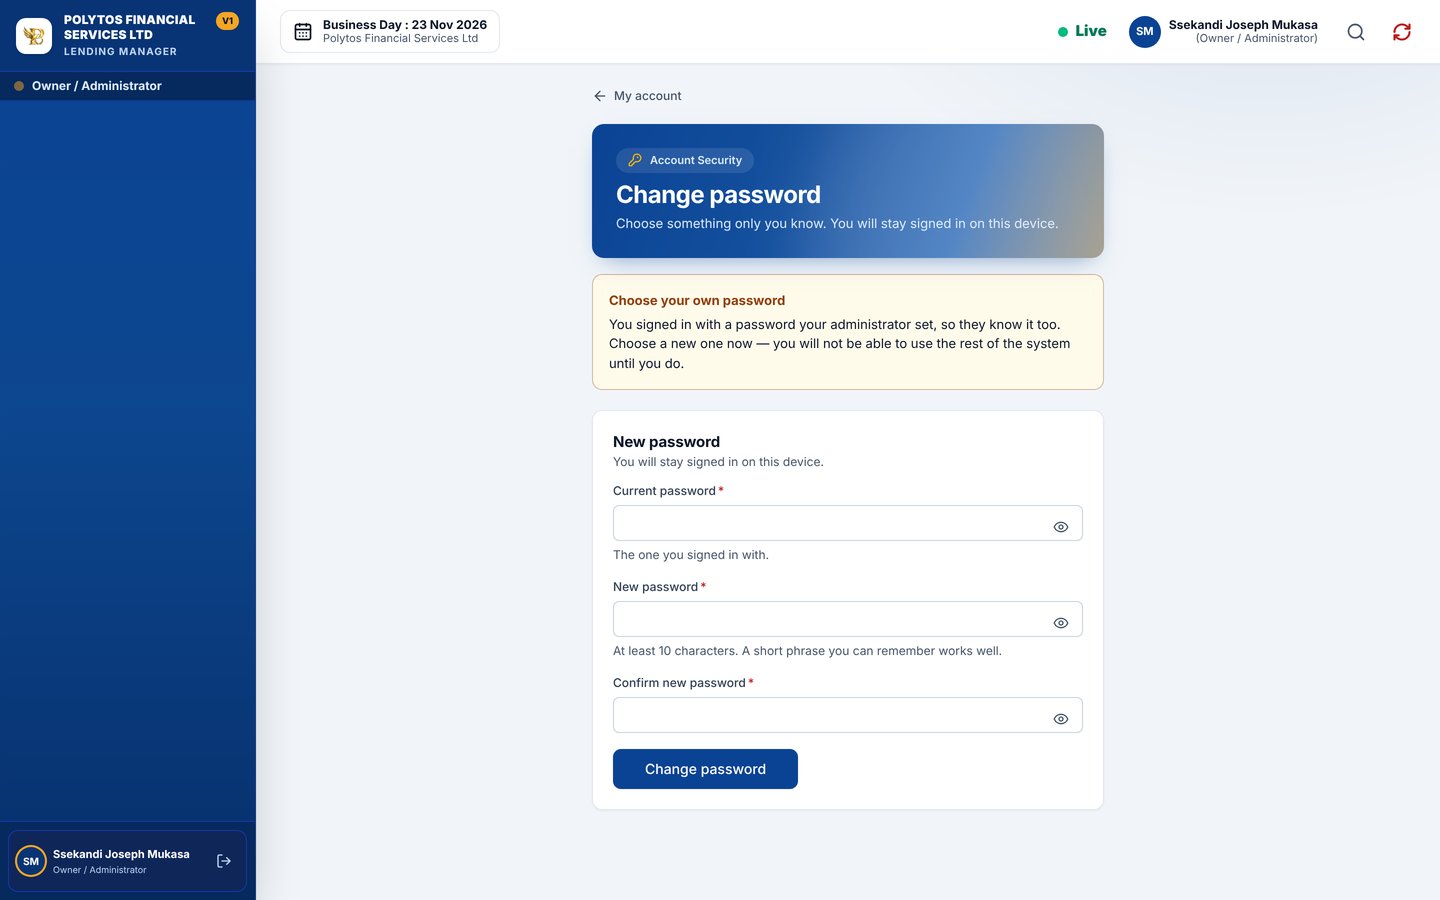 POLYTOS FINANCIAL
SERVICES LTD
V1
LENDING MANAGER
Owner / Administrator
Business Day : 23 Nov 2026
Polytos Financial Services Ltd
Live
SM
Ssekandi Joseph Mukasa
(Owner / Administrator)
My account
Account Security
Change password
Choose something only you know. You will stay signed in on this device.
Choose your own password
You signed in with a password your administrator set, so they know it too.
Choose a new one now — you will not be able to use the rest of the system
until you do.
New password
You will stay signed in on this device.
Current password *
The one you signed in with.
New password *
At least 10 characters. A short phrase you can remember works well.
Confirm new password *
Change password
SM
Ssekandi Joseph Mukasa
Owner / Administrator